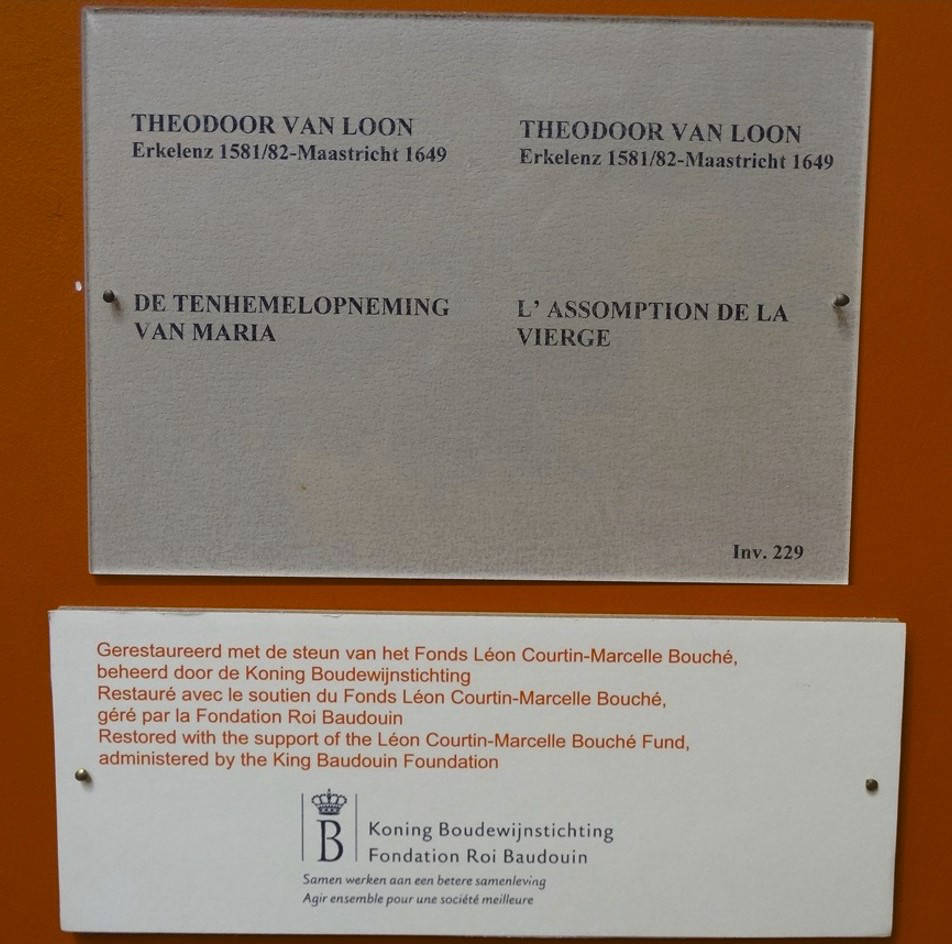 THEODOOR VAN LOON
Erkelenz 1581/82-Maastricht 1649
DE TENHEMELOPNEMING
VAN MARIA
THEODOOR VAN LOON
Erkelenz 1581/82-Maastricht 1649
L' ASSOMPTION DE LA
VIERGE
Inv. 229
Gerestaureerd met de steun van het Fonds Léon Courtin-Marcelle Bouché,
beheerd door de Koning Boudewijnstichting
Restauré avec le soutien du Fonds Léon Courtin-Marcelle Bouché,
géré par la Fondation Roi Baudouin
Restored with the support of the Léon Courtin-Marcelle Bouché Fund,
administered by the King Baudouin Foundation
B
Koning Boudewijnstichting
Fondation Roi Baudouin
Samen werken aan een betere samenleving
Agir ensemble pour une société meilleure